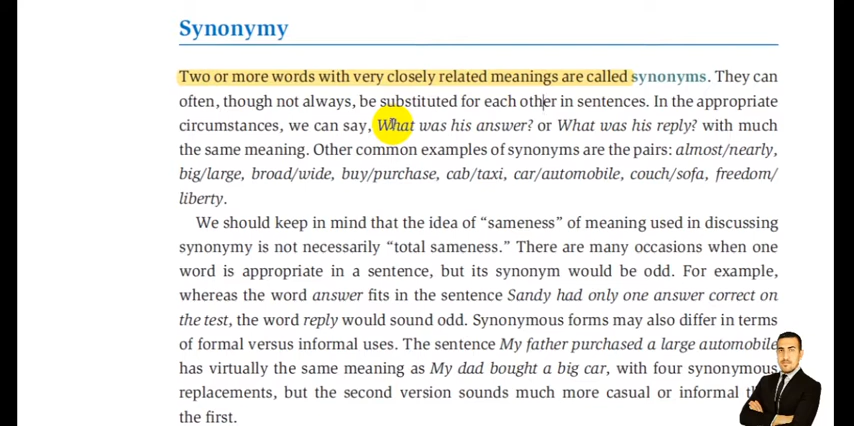 Synonymy
Two or more words with very closely related meanings are called synonyms. They can
often, though not always, be substituted for each other in sentences. In the appropriate
circumstances, we can say, What was his answer? or What was his reply? with much
the same meaning. Other common examples of synonyms are the pairs: almost/nearly,
big/large, broad/wide, buy/purchase, cab/taxi, car/automobile, couch/sofa, freedom/
liberty.
We should keep in mind that the idea of “sameness” of meaning used in discussing
synonymy is not necessarily “total sameness.” There are many occasions when one
word is appropriate in a sentence, but its synonym would be odd. For example,
whereas the word answer fits in the sentence Sandy had only one answer correct on
the test, the word reply would sound odd. Synonymous forms may also differ in terms
of formal versus informal uses. The sentence My father purchased a large automobile
has virtually the same meaning as My dad bought a big car, with four synonymous
replacements, but the second version sounds much more casual or informal
the first.